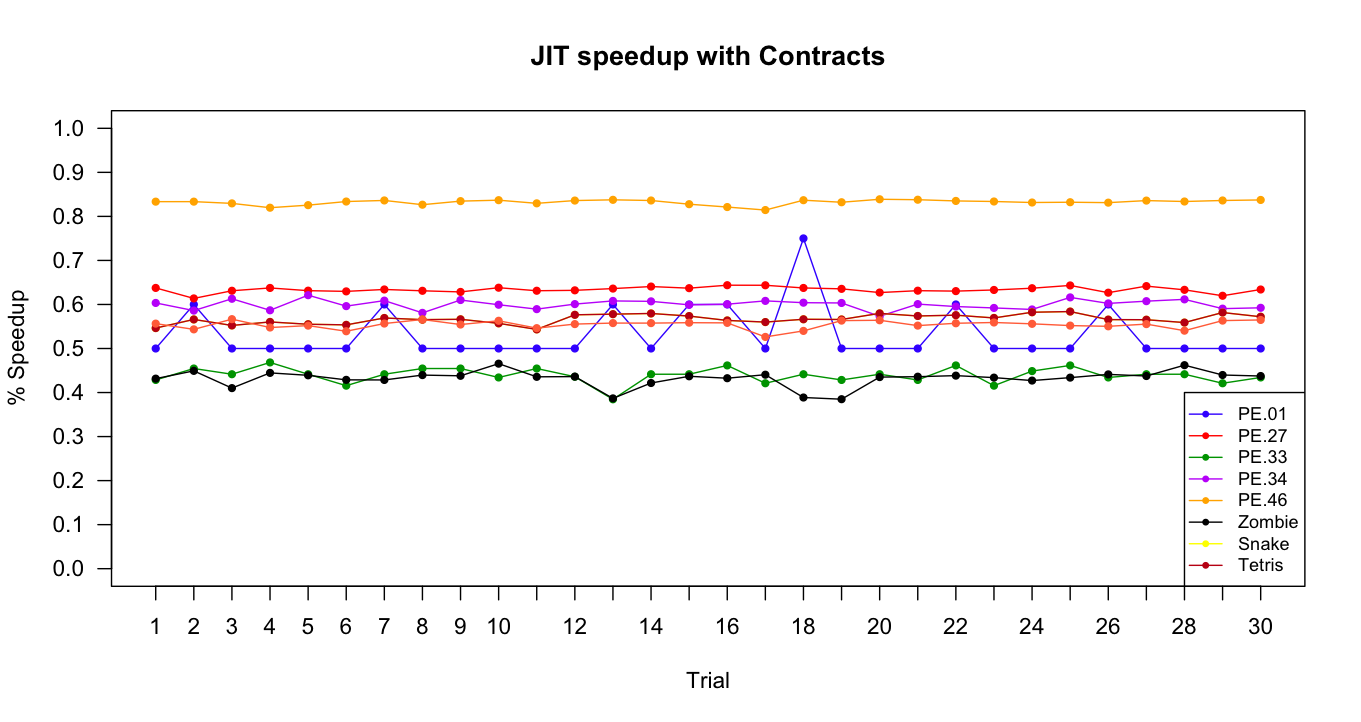 JIT speedup with Contracts
% Speedup
1.0
0.9
0.8
0.7
0.6
0.5
0.4
0.3
0.2
0.1
0.0
PE.01
PE.27
PE.33
PE.34
PE.46
Zombie
Snake
Tetris
1 2 3 4 5 6 7 8 9 10 12 14 16 18 20 22 24 26 28 30
Trial